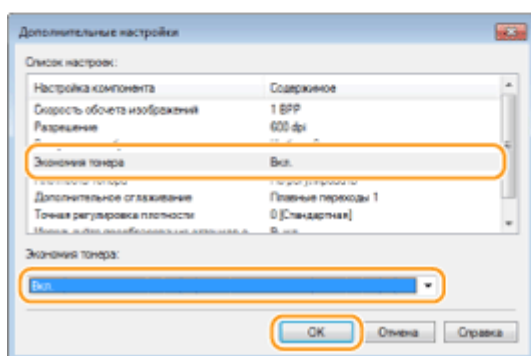 Дополнительные настройки
Список настроек:
Настройка компонента Содержимое
Скорость обсчета изображений 1 BPP
Разрешение 600 dpi
Экономия тонера Вкл.
Дополнительное сглаживание Плавные переходы 1
Точная регулировка плотности 0 [Стандартная]
Экономия тонера:
Вкл.
OK Отмена Справка